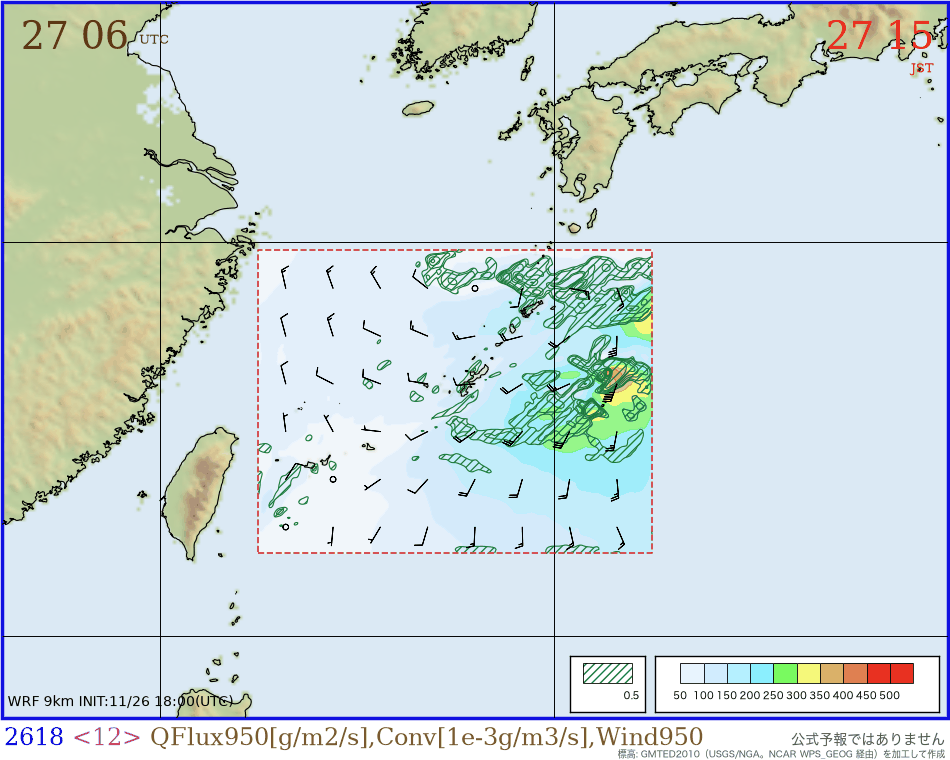 27 06 UTC
27 15
JST
0.5
50 100 150 200 250 300 350 400 450 500
WRF 9km INIT:11/26 18:00(UTC)
2618 <12> QFlux950[g/m2/s],Conv[1e-3g/m3/s],Wind950
公式予報ではありません
標高: GMTED2010（USGS/NGA。NCAR WPS_GEOG 経由）を加工して作成